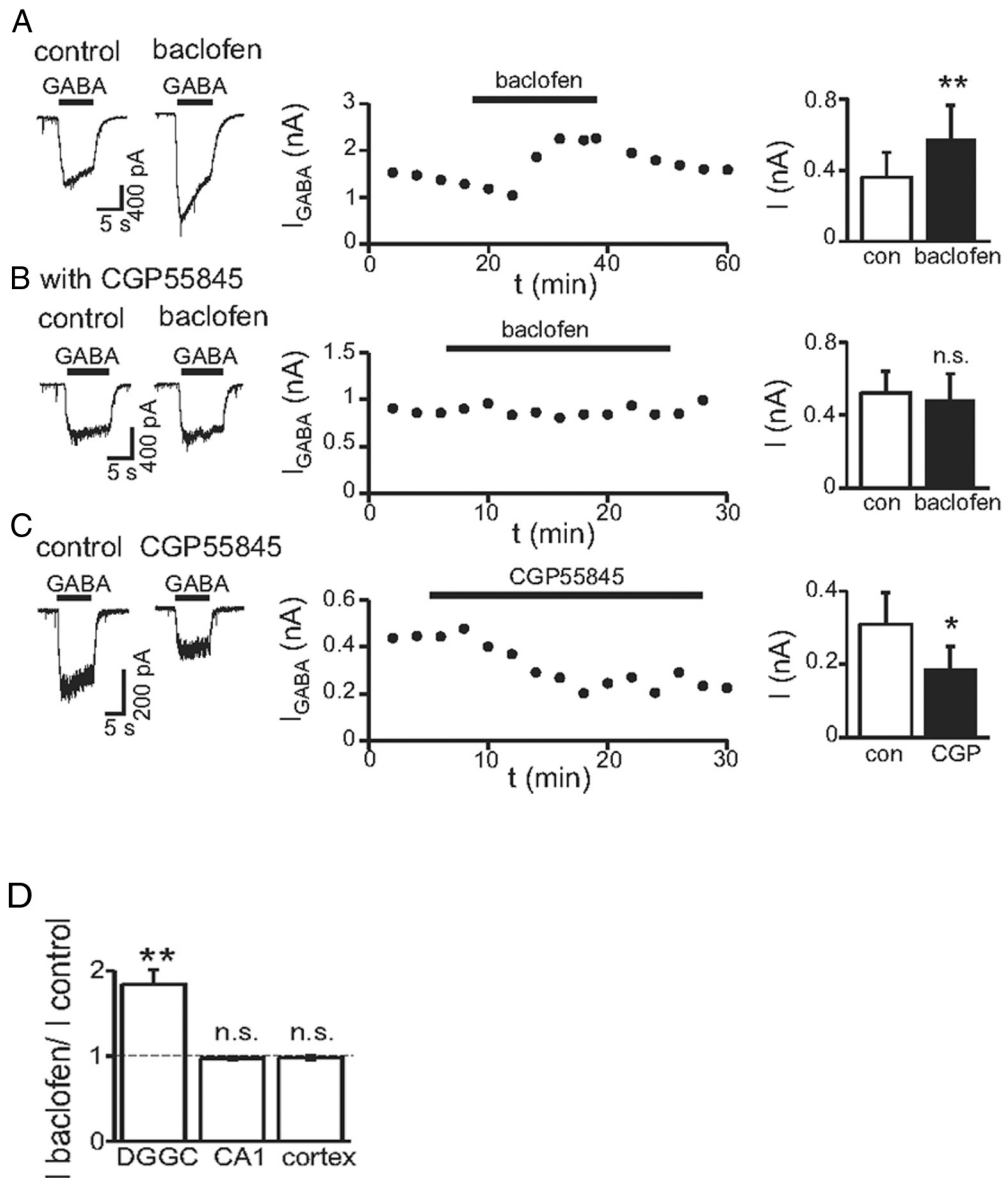 A
control baclofen
GABA GABA
400 pA
5 s
baclofen
I GABA (nA)
3
2
1
0
0 20 40 60
t (min)
**
I (nA)
0.8
0.4
0
con baclofen
B with CGP55845
control baclofen
GABA GABA
400 pA
5 s
baclofen
I GABA (nA)
1.5
1
0.5
0
0 10 20 30
t (min)
n.s.
I (nA)
0.8
0.4
0
con baclofen
C
control CGP55845
GABA GABA
200 pA
5 s
CGP55845
I GABA (nA)
0.6
0.4
0.2
0
0 10 20 30
t (min)
*
I (nA)
0.4
0.2
0
con CGP
D
I baclofen/ I control
2
1
0
**
n.s. n.s.
DGGC CA1 cortex